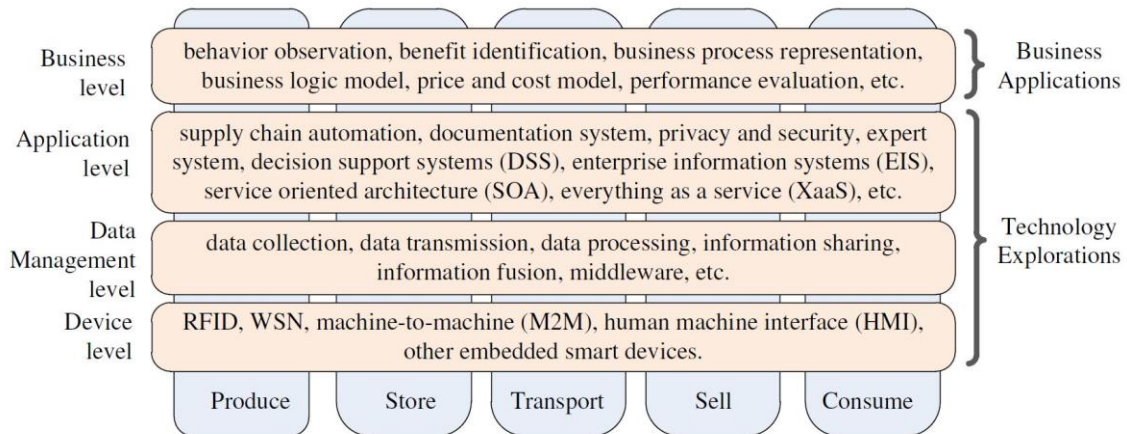 Business
level
behavior observation, benefit identification, business process representation,
business logic model, price and cost model, performance evaluation, etc.
Business
Applications
Application
level
supply chain automation, documentation system, privacy and security, expert
system, decision support systems (DSS), enterprise information systems (EIS),
service oriented architecture (SOA), everything as a service (XaaS), etc.
Data
Management
level
data collection, data transmission, data processing, information sharing,
information fusion, middleware, etc.
Technology
Explorations
Device
level
RFID, WSN, machine-to-machine (M2M), human machine interface (HMI),
other embedded smart devices.
Produce
Store
Transport
Sell
Consume